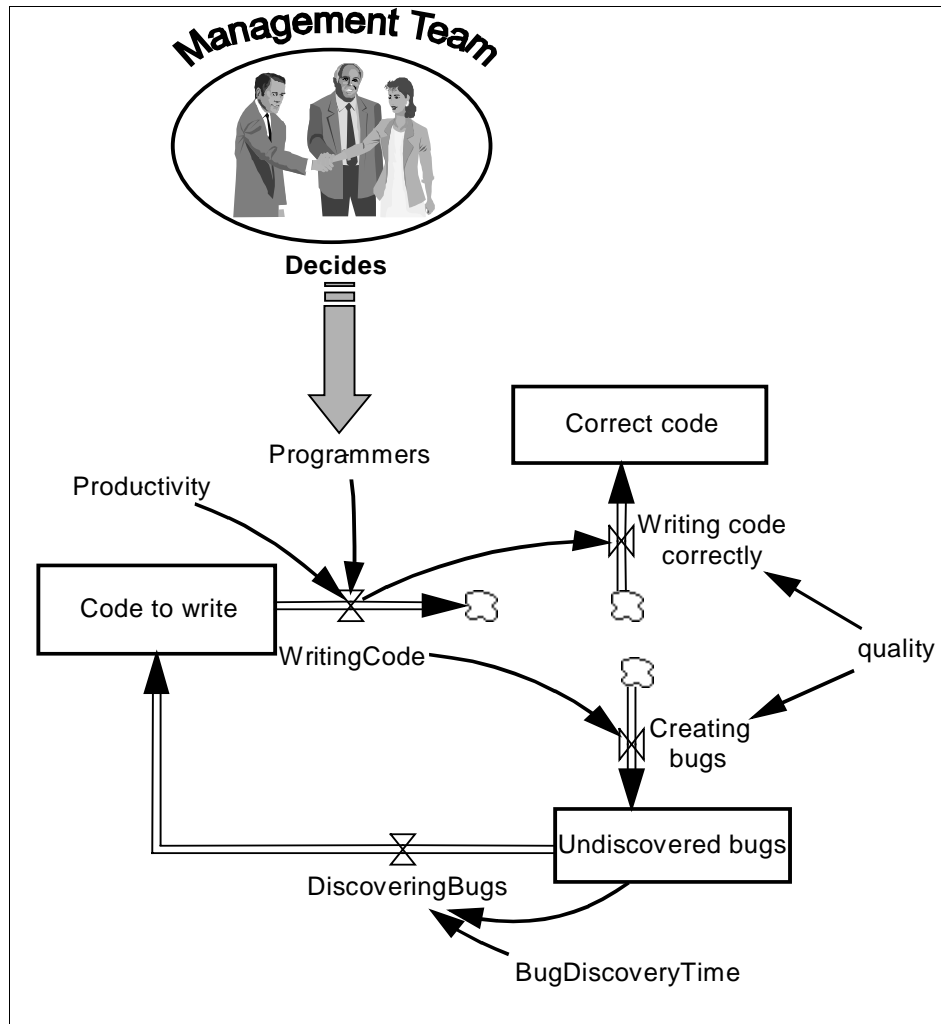 Management Team
Decides
Programmers
Productivity
Correct code
Writing code
correctly
Code to write
WritingCode
quality
Creating
bugs
Undiscovered bugs
DiscoveringBugs
BugDiscoveryTime